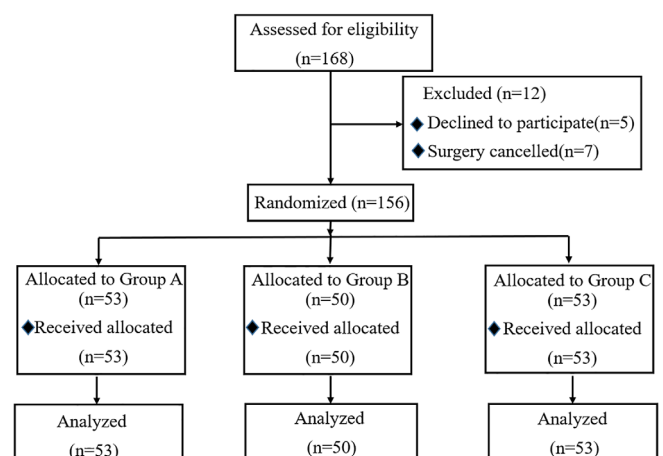 Assessed for eligibility
(n=168)
Excluded (n=12)
Declined to participate(n=5)
Surgery cancelled(n=7)
Randomized (n=156)
Allocated to Group A
(n=53)
Received allocated
(n=53)
Allocated to Group B
(n=50)
Received allocated
(n=50)
Allocated to Group C
(n=53)
Received allocated
(n=53)
Analyzed
(n=53)
Analyzed
(n=50)
Analyzed
(n=53)